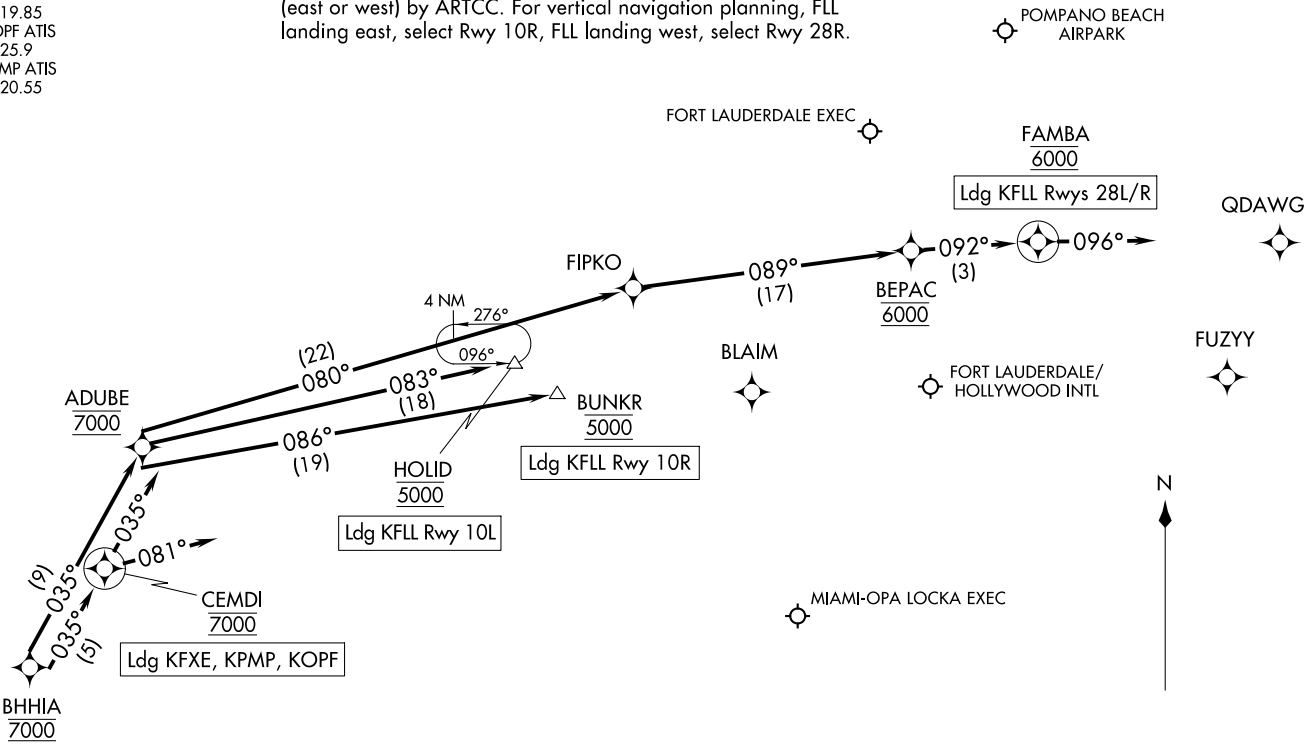 19.85
OPF ATIS
25.9
MP ATIS
20.55
(east or west) by ARTCC. For vertical navigation planning, FLL
landing east, select Rwy 10R, FLL landing west, select Rwy 28R.
POMPANO BEACH
AIRPARK
FORT LAUDERDALE EXEC
FAMBA
6000
Ldg KFLL Rwys 28L/R
QDAWG
096°
092°
(3)
FIPKO
089°
(17)
BEPAC
6000
4 NM
276°
096°
(22)
080°
083°
(18)
BLAIM
FUZYY
FORT LAUDERDALE/
HOLLYWOOD INTL
ADUBE
7000
086°
(19)
BUNKR
5000
Ldg KFLL Rwy 10R
HOLID
5000
Ldg KFLL Rwy 10L
N
035°
081°
(9)
035°
035°
(5)
CEMDI
7000
Ldg KFXE, KPMP, KOPF
MIAMI-OPA LOCKA EXEC
BHHIA
7000